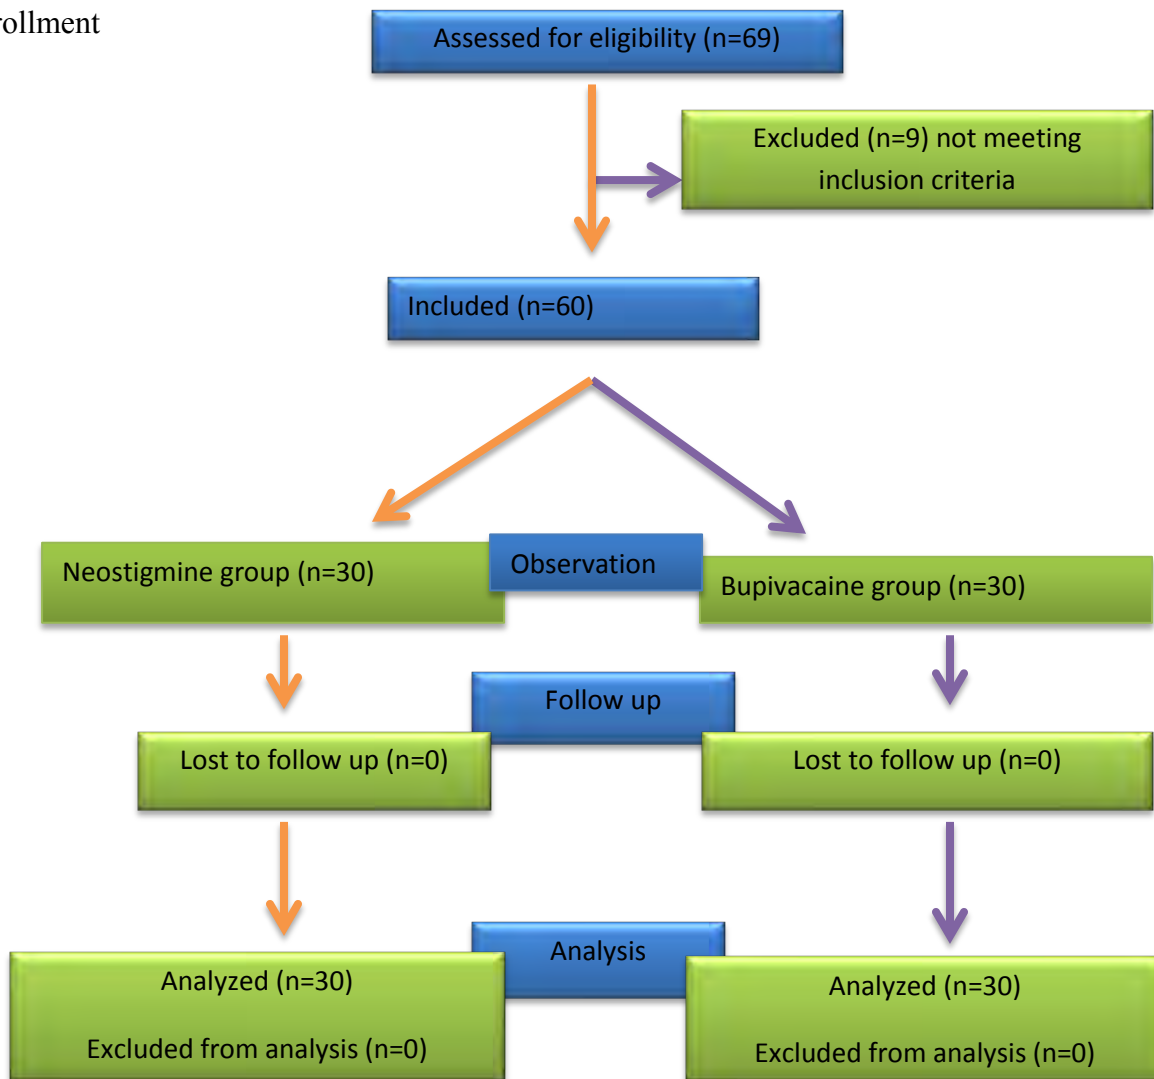 rollment
Assessed for eligibility (n=69)
Excluded (n=9) not meeting
inclusion criteria
Included (n=60)
Neostigmine group (n=30)
Observation
Bupivacaine group (n=30)
Follow up
Lost to follow up (n=0)
Lost to follow up (n=0)
Analysis
Analyzed (n=30)
Excluded from analysis (n=0)
Analyzed (n=30)
Excluded from analysis (n=0)